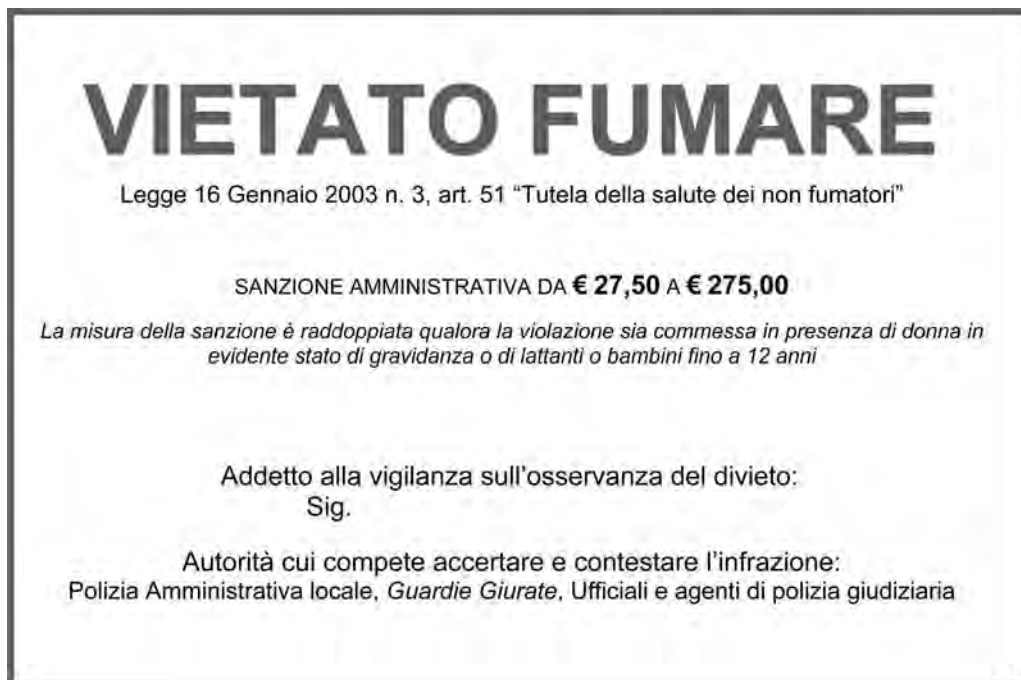 VIETATO FUMARE
Legge 16 Gennaio 2003 n. 3, art. 51 “Tutela della salute dei non fumatori”
SANZIONE AMMINISTRATIVA DA € 27,50 A € 275,00
La misura della sanzione è raddoppiata qualora la violazione sia commessa in presenza di donna in
evidente stato di gravidanza o di lattanti o bambini fino a 12 anni
Addetto alla vigilanza sull’osservanza del divieto:
Sig.
Autorità cui compete accertare e contestare l’infrazione:
Polizia Amministrativa locale, Guardie Giurate, Ufficiali e agenti di polizia giudiziaria